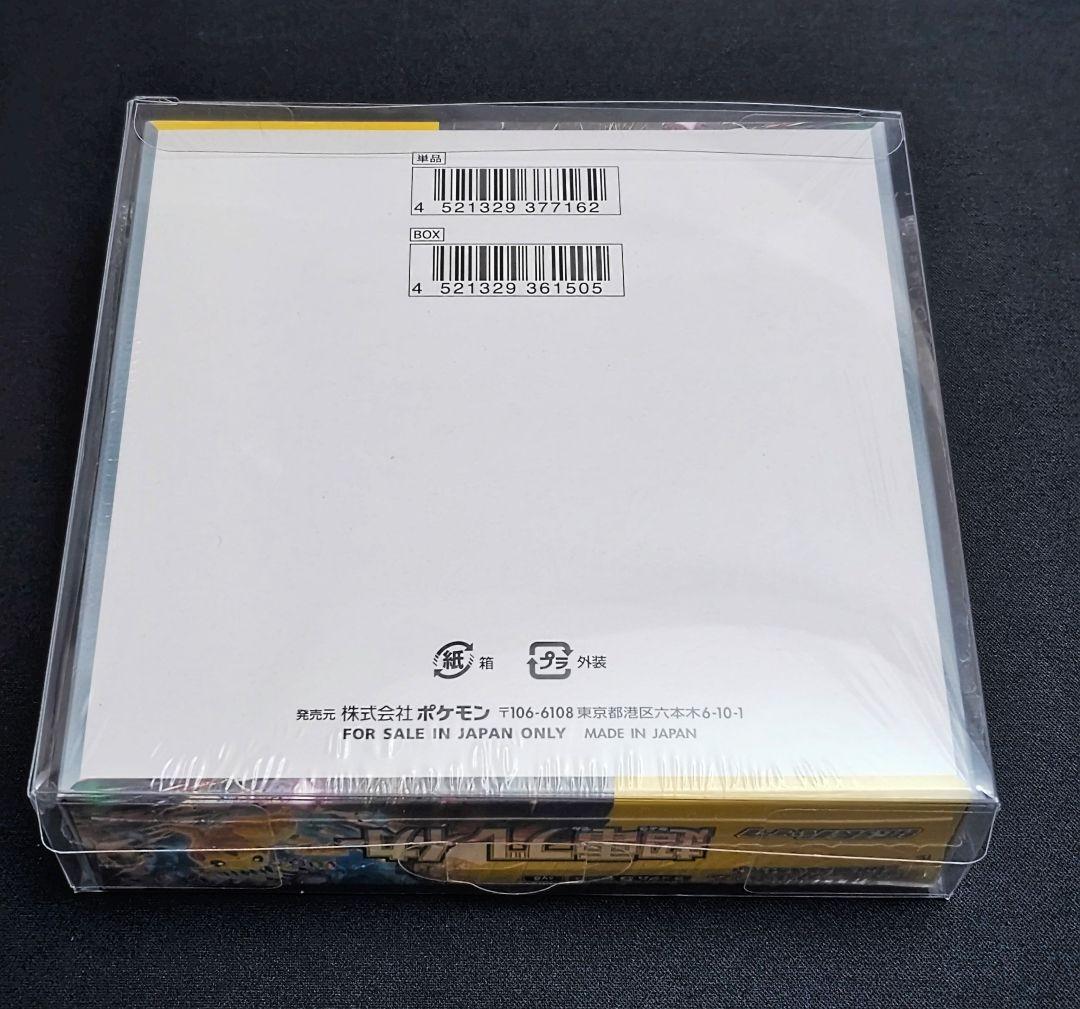 単品
4 521329 377162
BOX
4 521329 361505
紙 箱 プラ 外装
発売元 株式会社ポケモン 〒106-6108 東京都港区六本木6-10-1
FOR SALE IN JAPAN ONLY MADE IN JAPAN